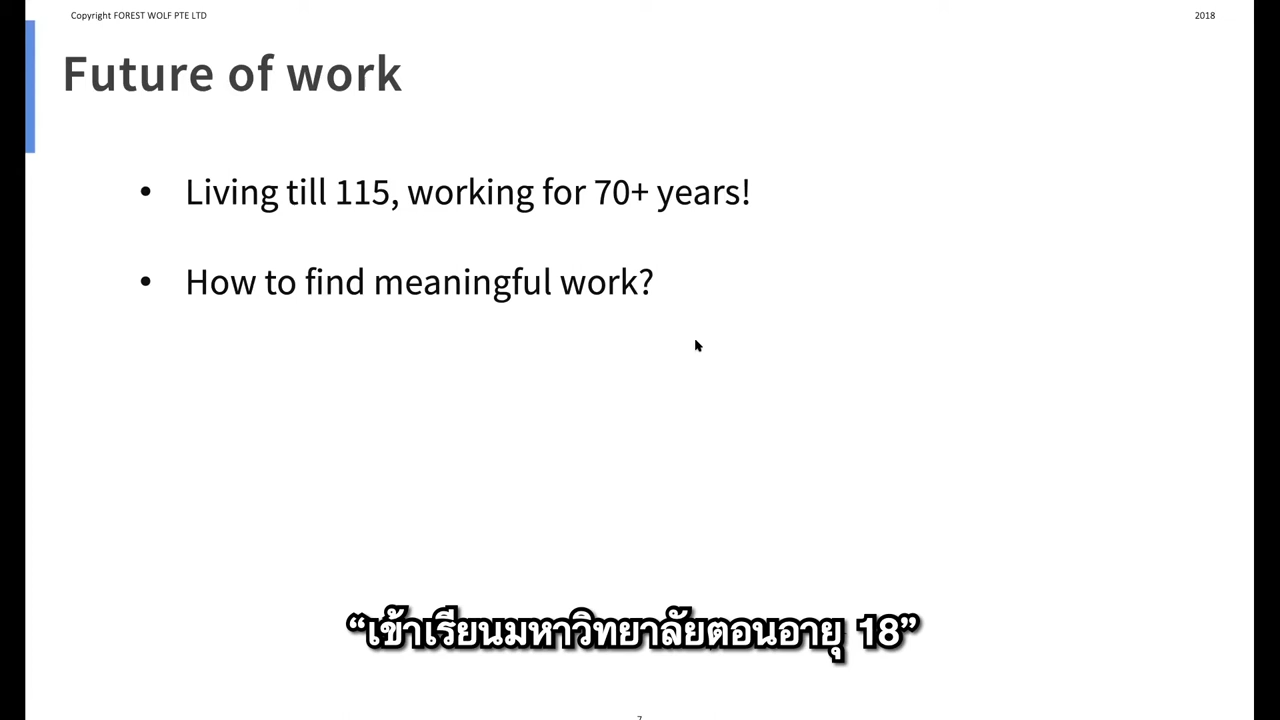 Copyright FOREST WOLF PTE LTD
2018
Future of work
• Living till 115, working for 70+ years!
• How to find meaningful work?
“เข้าเรียนมหาวิทยาลัยตอนอายุ 18”